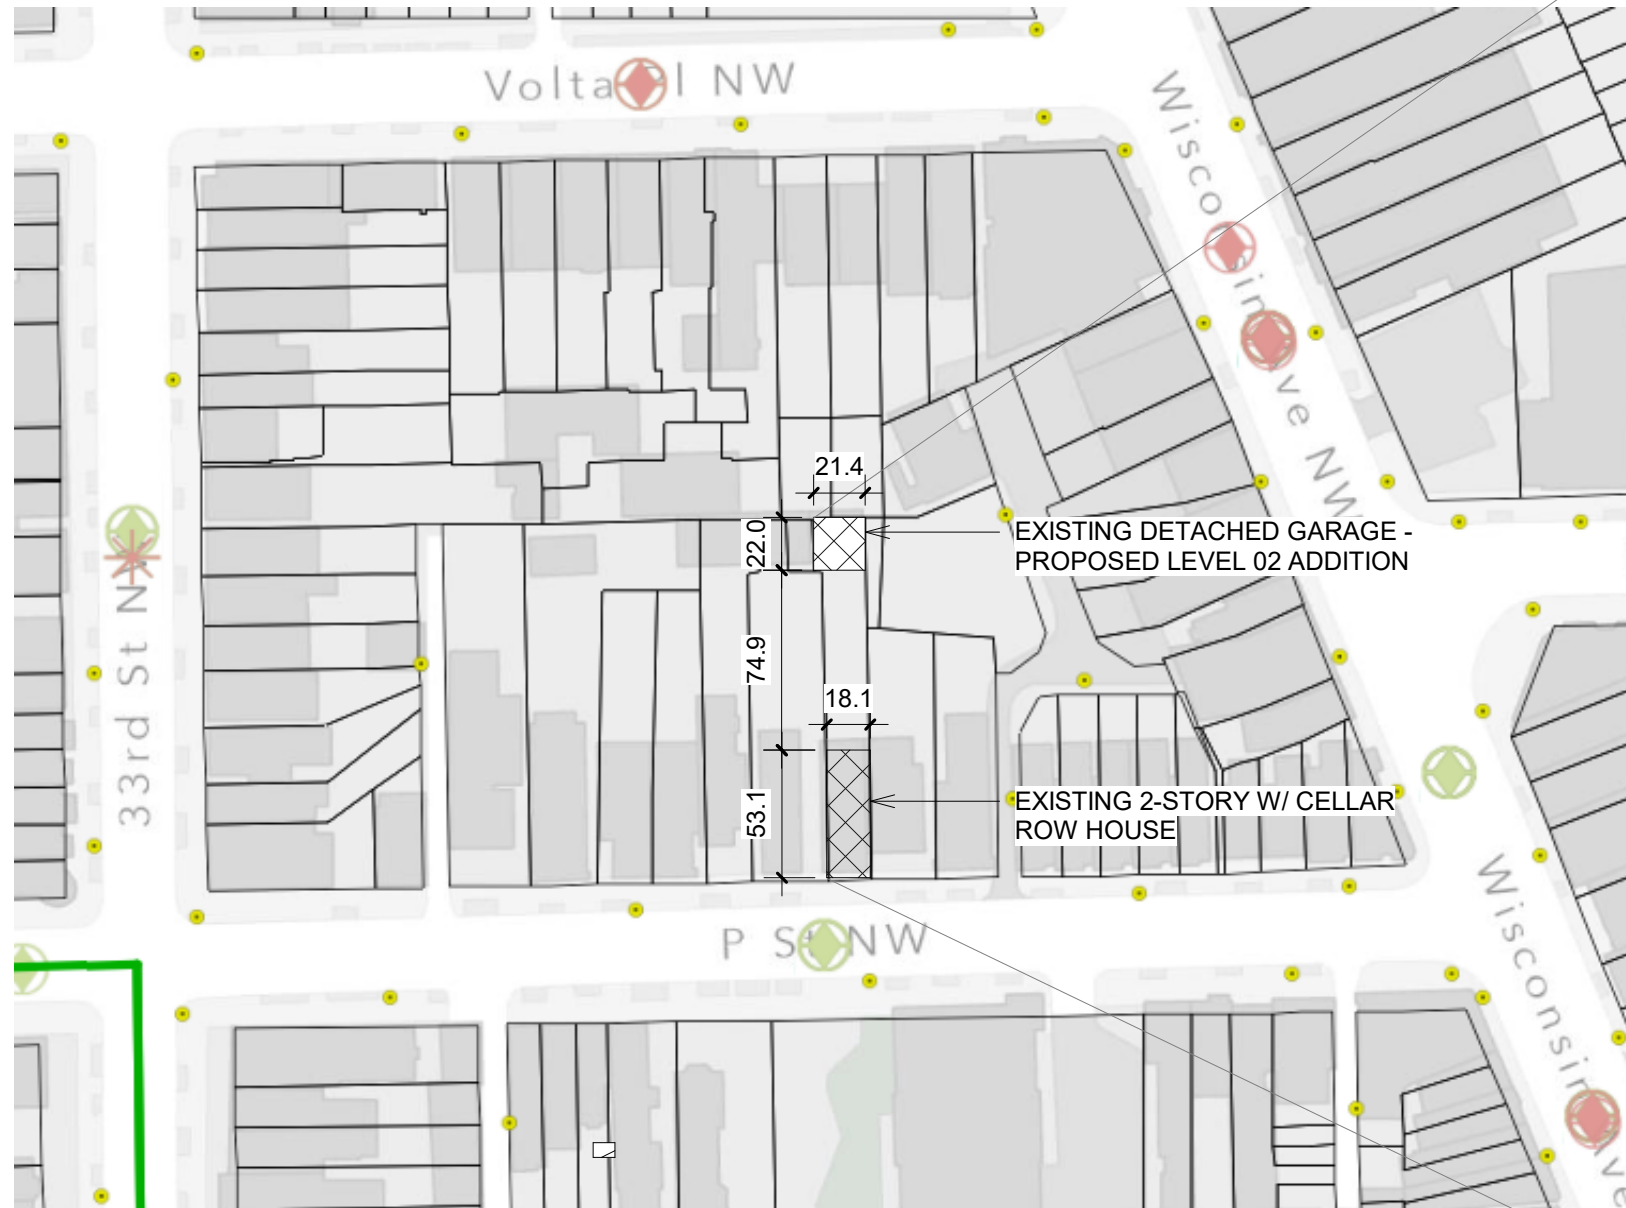 Volta Pl NW
Wisconsin Ave NW
21.4
22.0
EXISTING DETACHED GARAGE -
PROPOSED LEVEL 02 ADDITION
33rd St N
74.9
18.1
53.1
EXISTING 2-STORY W/ CELLAR
ROW HOUSE
P St NW
Wisconsin Ave